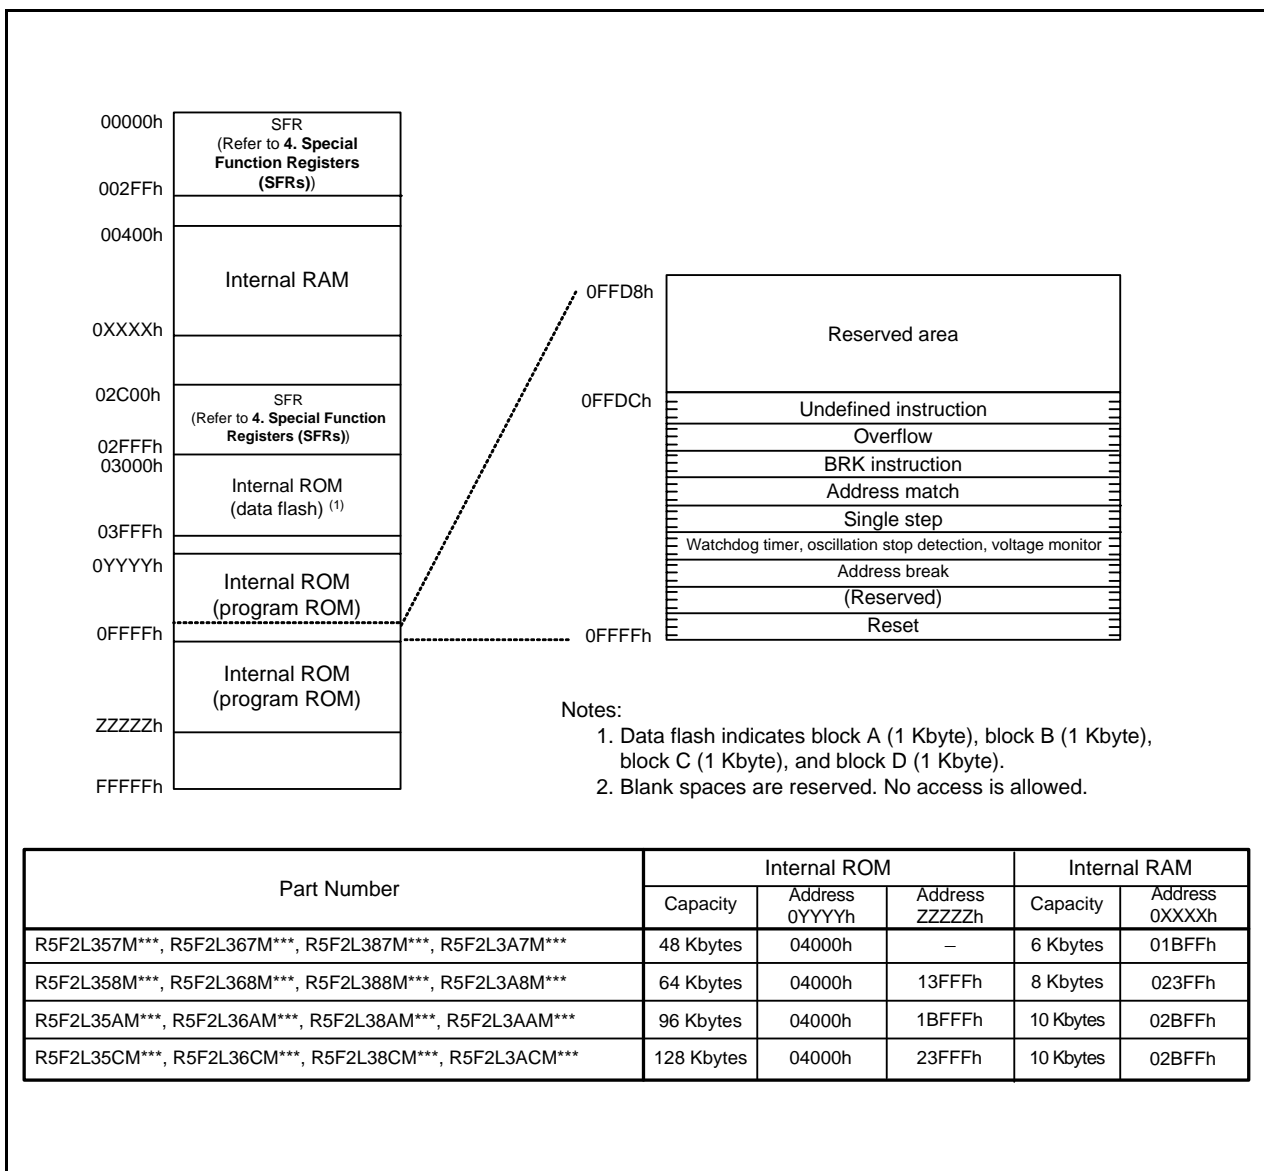 00000h
SFR
(Refer to 4. Special
Function Registers
(SFRs))
002FFh
00400h
Internal RAM
0XXXXh
02C00h
SFR
(Refer to 4. Special Function
Registers (SFRs))
02FFFh
03000h
Internal ROM
(data flash) (1)
03FFFh
0YYYYh
Internal ROM
(program ROM)
0FFFFh
Internal ROM
(program ROM)
ZZZZZh
FFFFFh
0FFD8h
Reserved area
0FFDCh
Undefined instruction
Overflow
BRK instruction
Address match
Single step
Watchdog timer, oscillation stop detection, voltage monitor
Address break
(Reserved)
Reset
0FFFFh
Notes:
1. Data flash indicates block A (1 Kbyte), block B (1 Kbyte),
block C (1 Kbyte), and block D (1 Kbyte).
2. Blank spaces are reserved. No access is allowed.
Part Number
Internal ROM
Internal RAM
Capacity
Address
0YYYYh
Address
ZZZZZh
Capacity
Address
0XXXXh
R5F2L357M***, R5F2L367M***, R5F2L387M***, R5F2L3A7M*** 48 Kbytes 04000h – 6 Kbytes 01BFFh
R5F2L358M***, R5F2L368M***, R5F2L388M***, R5F2L3A8M*** 64 Kbytes 04000h 13FFFh 8 Kbytes 023FFh
R5F2L35AM***, R5F2L36AM***, R5F2L38AM***, R5F2L3AAM*** 96 Kbytes 04000h 1BFFFh 10 Kbytes 02BFFh
R5F2L35CM***, R5F2L36CM***, R5F2L38CM***, R5F2L3ACM*** 128 Kbytes 04000h 23FFFh 10 Kbytes 02BFFh